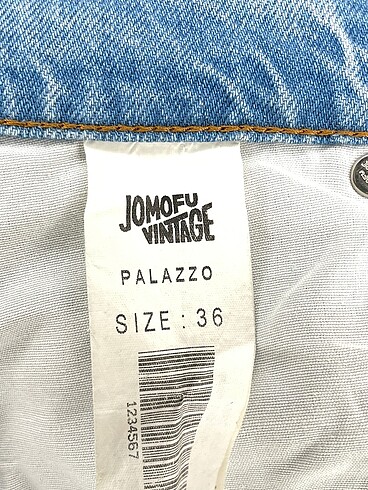 JOMOFU
VINTAGE
PALAZZO
SIZE : 36
1234567